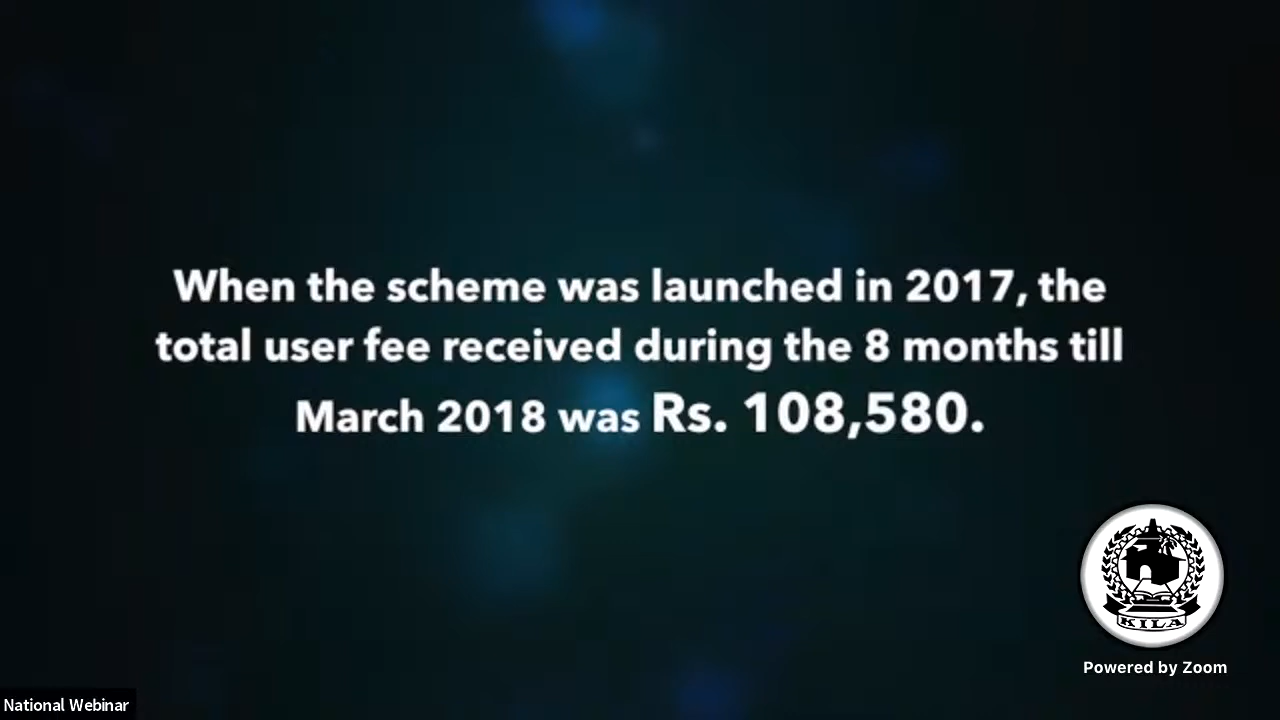 When the scheme was launched in 2017, the
total user fee received during the 8 months till
March 2018 was Rs. 108,580.
KILA
Powered by Zoom
National Webinar